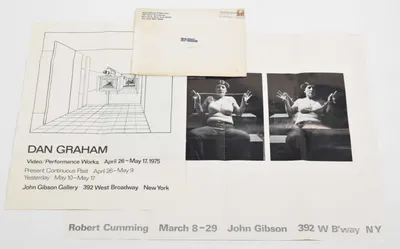 DAN GRAHAM
Video/Performance Works April 26-May 17, 1975
Present Continuous Past April 26-May 9
Yesterday May 10-May 17
John Gibson Gallery 392 West Broadway New York
Robert Cumming March 8-29 John Gibson 392 W B'way NY